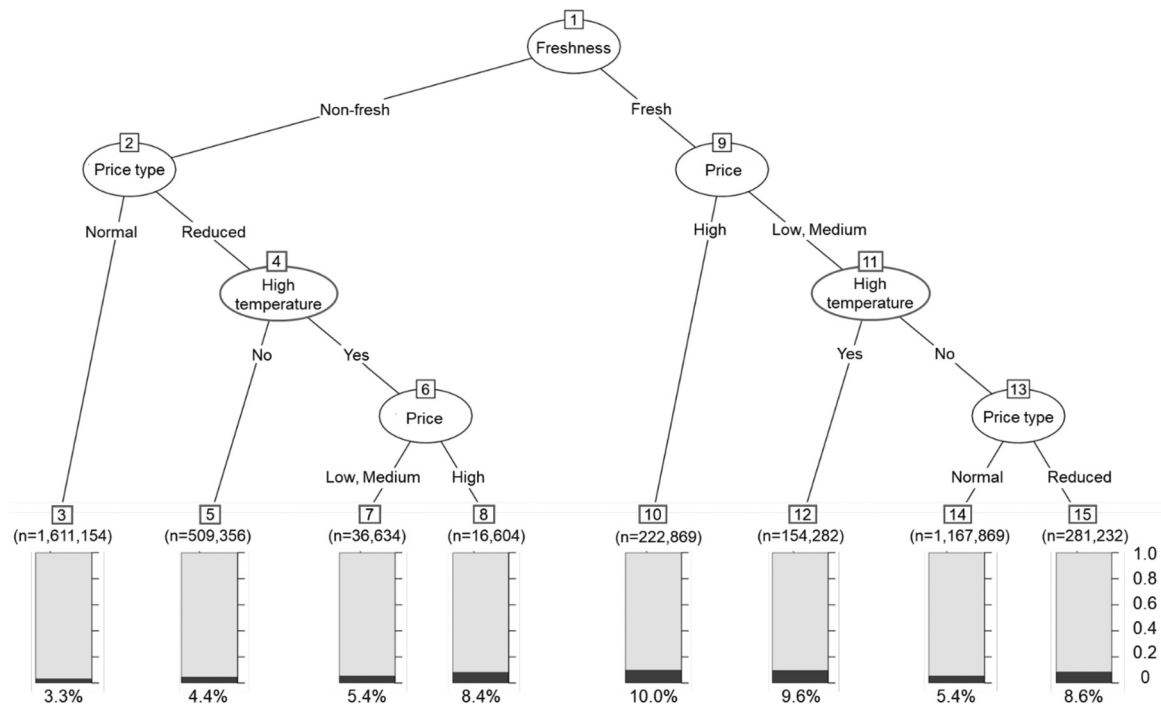 1
Freshness
Non-fresh
Fresh
2
Price type
9
Price
Normal
Reduced
High
Low, Medium
4
High
temperature
11
High
temperature
No
Yes
Yes
No
6
Price
13
Price type
Low, Medium
High
Normal
Reduced
3
5
7
8
10
12
14
15
(n=1,611,154)
(n=509,356)
(n=36,634)
(n=16,604)
(n=222,869)
(n=154,282)
(n=1,167,869)
(n=281,232)
1.0
0.8
0.6
0.4
0.2
0
3.3%
4.4%
5.4%
8.4%
10.0%
9.6%
5.4%
8.6%